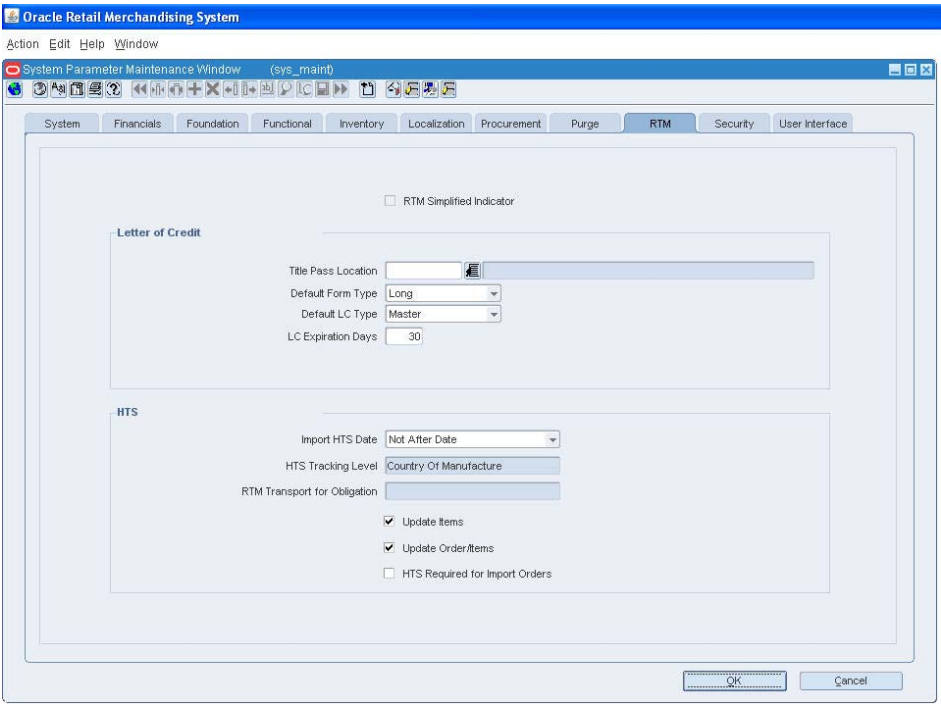 Oracle Retail Merchandising System
Action Edit Help Window
System Parameter Maintenance Window (sys_maint)
System Financials Foundation Functional Inventory Localization Procurement Purge RTM Security User Interface
RTM Simplified Indicator
Letter of Credit
Title Pass Location
Default Form Type Long
Default LC Type Master
LC Expiration Days 30
HTS
Import HTS Date Not After Date
HTS Tracking Level Country Of Manufacture
RTM Transport for Obligation
Update Items
Update Order/Items
HTS Required for Import Orders
OK Cancel